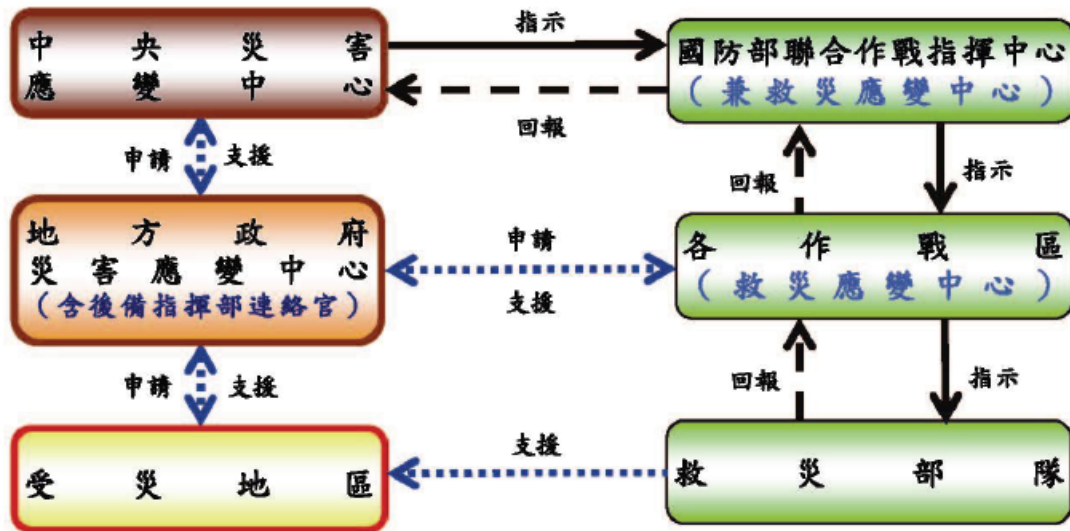 中央災害
應變中心
指示
國防部聯合作戰指揮中心
（兼救災應變中心）
回報
申請
支援
回報
指示
地方政府
災害應變中心
（含後備指揮部連絡官）
申請
支援
各作戰區
（救災應變中心）
申請
支援
回報
指示
受災地區
支援
救災部隊